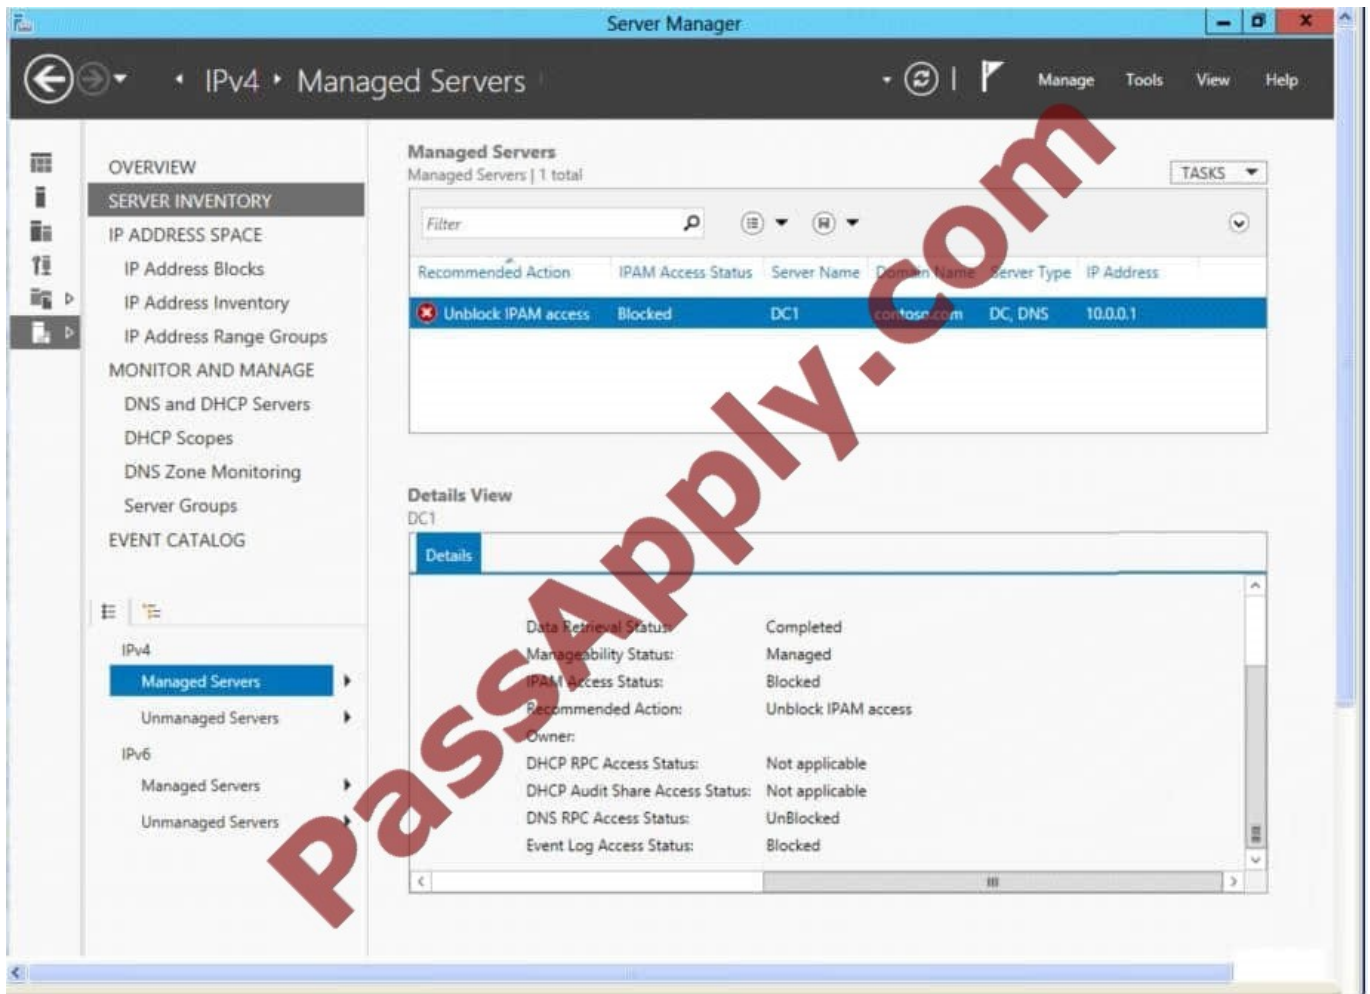 Server Manager
IPv4 Managed Servers
Manage Tools View Help
OVERVIEW
SERVER INVENTORY
IP ADDRESS SPACE
IP Address Blocks
IP Address Inventory
IP Address Range Groups
MONITOR AND MANAGE
DNS and DHCP Servers
DHCP Scopes
DNS Zone Monitoring
Server Groups
EVENT CATALOG
IPv4
Managed Servers
Unmanaged Servers
IPv6
Managed Servers
Unmanaged Servers
Managed Servers
Managed Servers | 1 total
TASKS
Filter
Recommended Action IPAM Access Status Server Name Domain Name Server Type IP Address
Unblock IPAM access Blocked DC1 contoso.com DC, DNS 10.0.0.1
Details View
DC1
Details
Data Retrieval Status: Completed
Manageability Status: Managed
IPAM Access Status: Blocked
Recommended Action: Unblock IPAM access
Owner:
DHCP RPC Access Status: Not applicable
DHCP Audit Share Access Status: Not applicable
DNS RPC Access Status: UnBlocked
Event Log Access Status: Blocked
PassApply.com